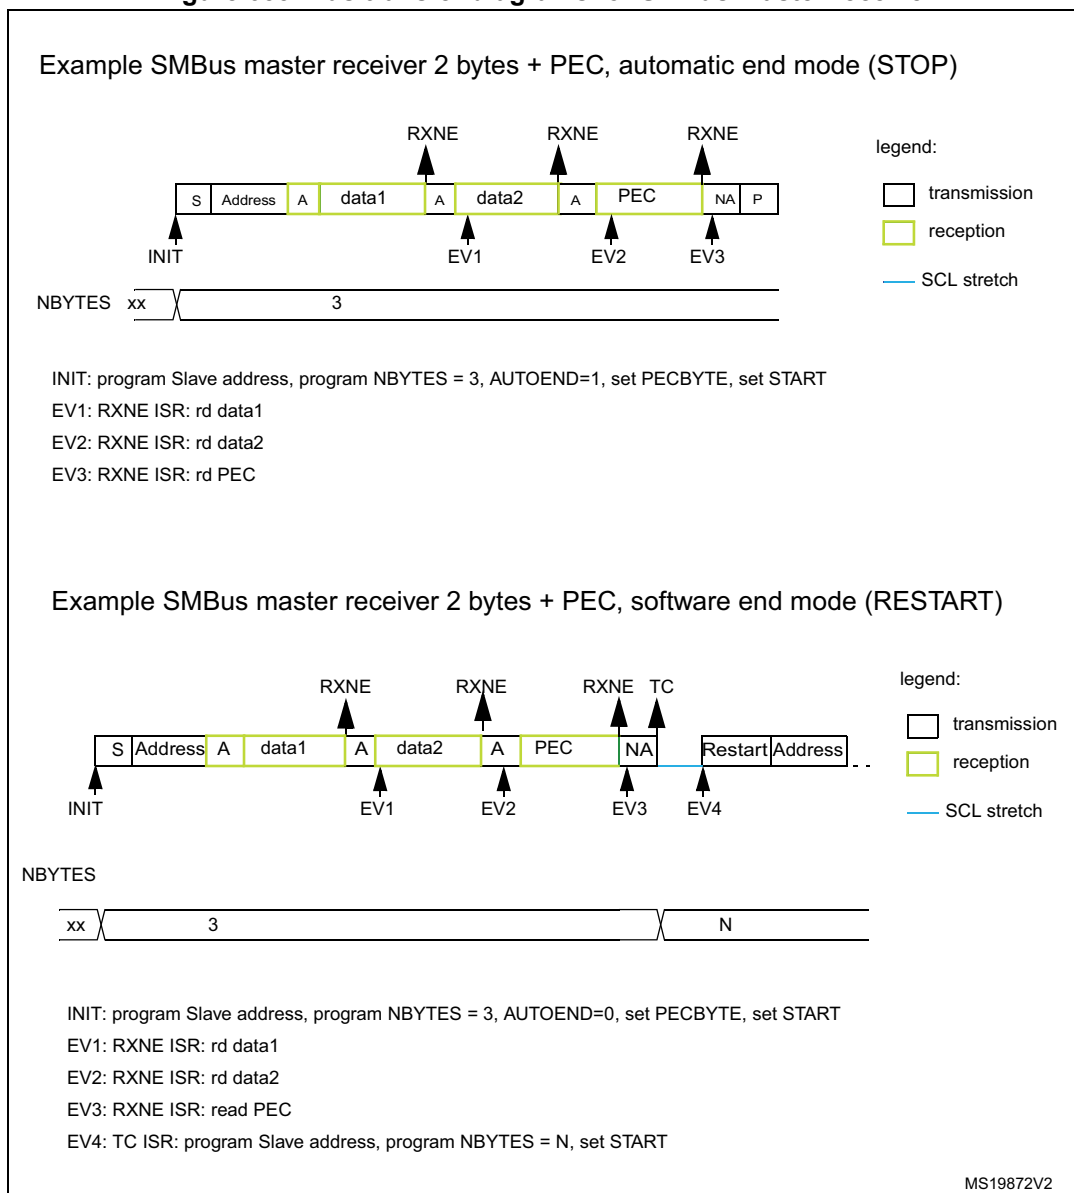 Example SMBus master receiver 2 bytes + PEC, automatic end mode (STOP)
RXNE RXNE RXNE
legend:
S Address A data1 A data2 A PEC NA P
transmission
reception
INIT EV1 EV2 EV3
SCL stretch
NBYTES xx 3
INIT: program Slave address, program NBYTES = 3, AUTOEND=1, set PECBYTE, set START
EV1: RXNE ISR: rd data1
EV2: RXNE ISR: rd data2
EV3: RXNE ISR: rd PEC
Example SMBus master receiver 2 bytes + PEC, software end mode (RESTART)
RXNE RXNE RXNE TC
legend:
transmission
S Address A data1 A data2 A PEC NA Restart Address
reception
INIT EV1 EV2 EV3 EV4
SCL stretch
NBYTES
xx 3 N
INIT: program Slave address, program NBYTES = 3, AUTOEND=0, set PECBYTE, set START
EV1: RXNE ISR: rd data1
EV2: RXNE ISR: rd data2
EV3: RXNE ISR: read PEC
EV4: TC ISR: program Slave address, program NBYTES = N, set START
MS19872V2